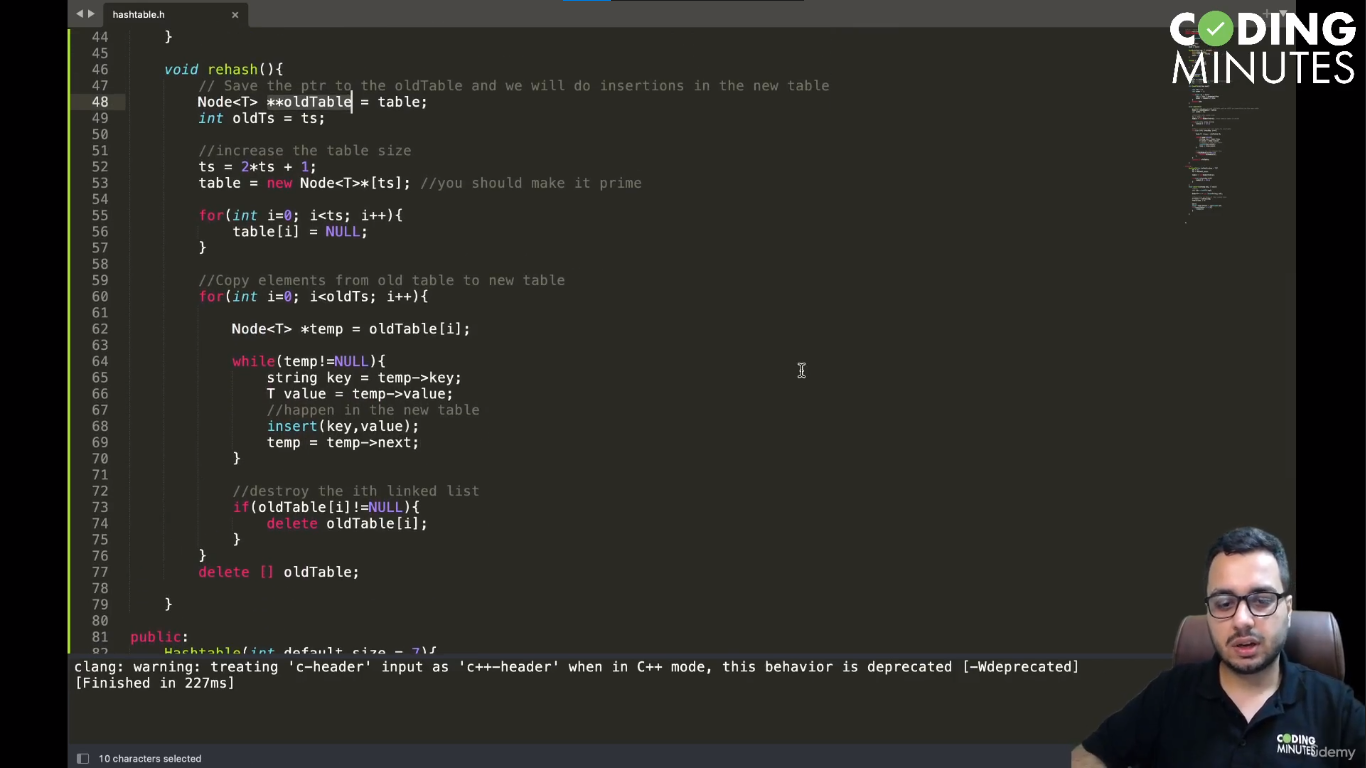 hashtable.h
CODING
MINUTES
44 }
45
46 void rehash(){
47 // Save the ptr to the oldTable and we will do insertions in the new table
48 Node<T> **oldTable = table;
49 int oldTs = ts;
50
51 //increase the table size
52 ts = 2*ts + 1;
53 table = new Node<T>*[ts]; //you should make it prime
54
55 for(int i=0; i<ts; i++){
56 table[i] = NULL;
57 }
58
59 //Copy elements from old table to new table
60 for(int i=0; i<oldTs; i++){
61
62 Node<T> *temp = oldTable[i];
63
64 while(temp!=NULL){
65 string key = temp->key;
66 T value = temp->value;
67 //happen in the new table
68 insert(key,value);
69 temp = temp->next;
70 }
71
72 //destroy the ith linked list
73 if(oldTable[i]!=NULL){
74 delete oldTable[i];
75 }
76 }
77 delete [] oldTable;
78
79 }
80
81 public:
82 Hashtable(int default_size = 7){
clang: warning: treating 'c-header' input as 'c++-header' when in C++ mode, this behavior is deprecated [-Wdeprecated]
[Finished in 227ms]
10 characters selected
CODING
MINUTES
Udemy